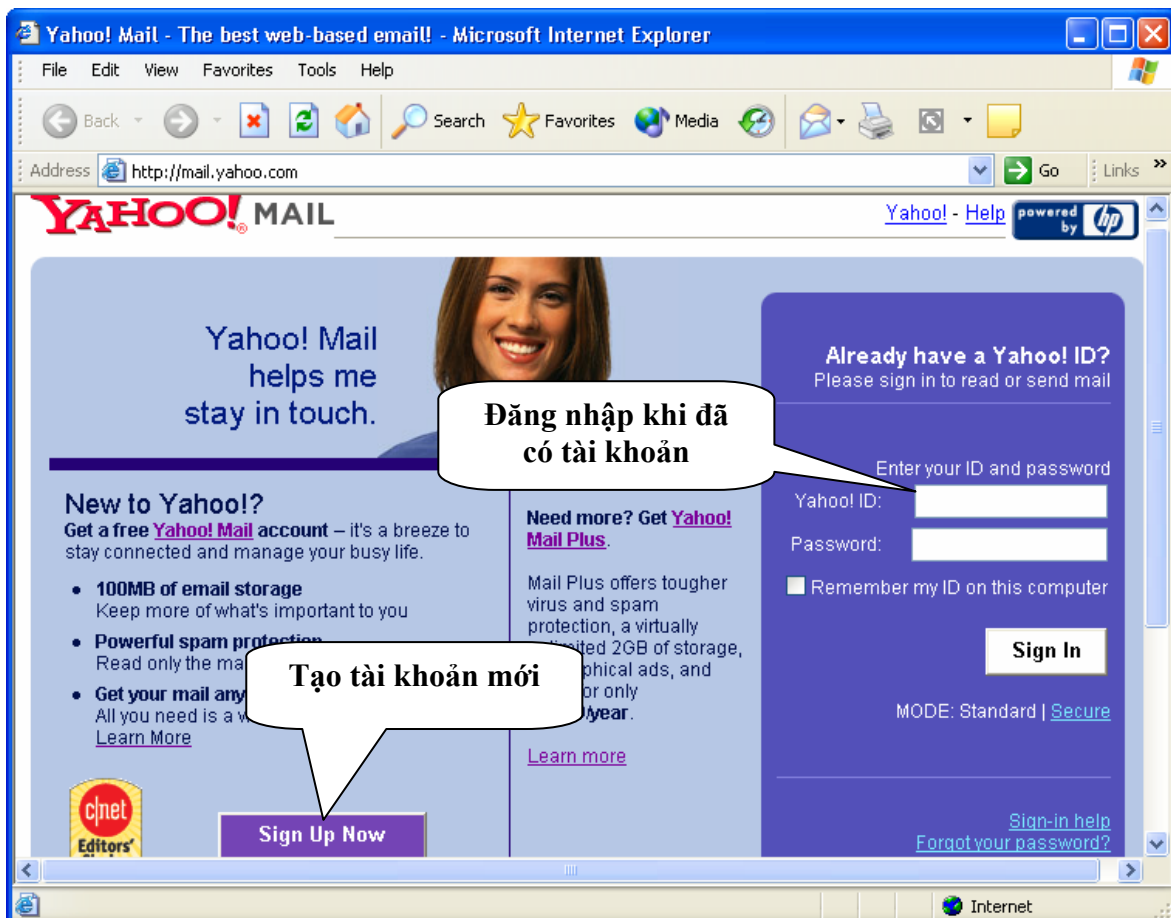 Yahoo! Mail - The best web-based email! - Microsoft Internet Explorer
File Edit View Favorites Tools Help
Back Search Favorites Media
Address http://mail.yahoo.com Go Links »
YAHOO! MAIL
Yahoo! - Help powered by hp
Yahoo! Mail
helps me
stay in touch.
New to Yahoo!?
Get a free Yahoo! Mail account – it's a breeze to
stay connected and manage your busy life.
• 100MB of email storage
Keep more of what's important to you
• Powerful spam protection
Read only the
• Get your mail
All you need is a
Learn More
Tạo tài khoản mới
c|net
Editors'
Sign Up Now
Đăng nhập khi đã
có tài khoản
Need more? Get Yahoo!
Mail Plus.
Mail Plus offers tougher
virus and spam
protection, a virtually
2GB of storage,
ads, and
or only
/year.
Learn more
Already have a Yahoo! ID?
Please sign in to read or send mail
Enter your ID and password
Yahoo! ID:
Password:
Remember my ID on this computer
Sign In
MODE: Standard | Secure
Sign-in help
Forgot your password?
Internet